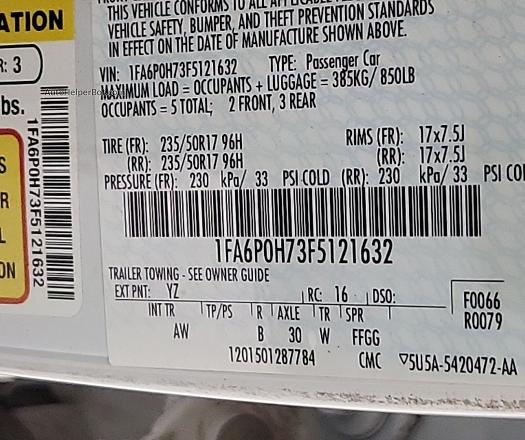 ATION
R: 3
bs.
1FA6P0H73F5121632
S
R
L
ON
THIS VEHICLE CONFORMS TO ALL
VEHICLE SAFETY, BUMPER, AND THEFT PREVENTION STANDARDS
IN EFFECT ON THE DATE OF MANUFACTURE SHOWN ABOVE.
VIN: 1FA6P0H73F5121632 TYPE: Passenger Car
MAXIMUM LOAD = OCCUPANTS + LUGGAGE = 385KG/ 850LB
OCCUPANTS = 5 TOTAL; 2 FRONT, 3 REAR
TIRE (FR): 235/50R17 96H RIMS (FR): 17x7.5J
(RR): 235/50R17 96H (RR): 17x7.5J
PRESSURE (FR): 230 kPa/ 33 PSI COLD (RR): 230 kPa/ 33 PSI CO
1FA6P0H73F5121632
TRAILER TOWING - SEE OWNER GUIDE
EXT PNT: YZ RC: 16 DSO:
INT TR TP/PS R AXLE TR SPR
AW B 30 W FFGG
F0066
R0079
1201501287784 CMC ▽5U5A-5420472-AA